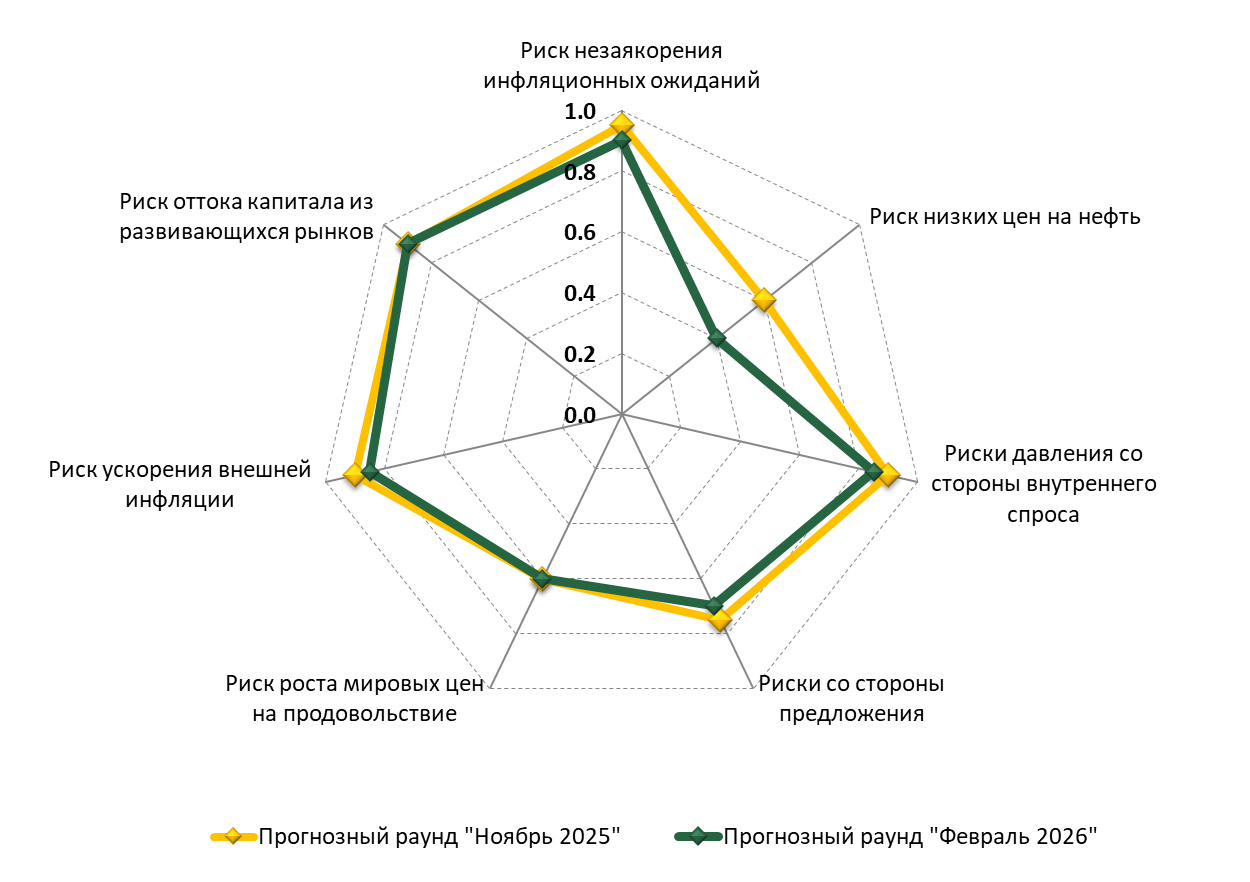 Риск незаякорения
инфляционных ожиданий
1.0
0.8
0.6
0.4
0.2
0.0
Риск низких цен на нефть
Риски давления со
стороны внутреннего
спроса
Риски со стороны
предложения
Риск роста мировых цен
на продовольствие
Риск ускорения внешней
инфляции
Риск оттока капитала из
развивающихся рынков
Прогнозный раунд "Ноябрь 2025"
Прогнозный раунд "Февраль 2026"